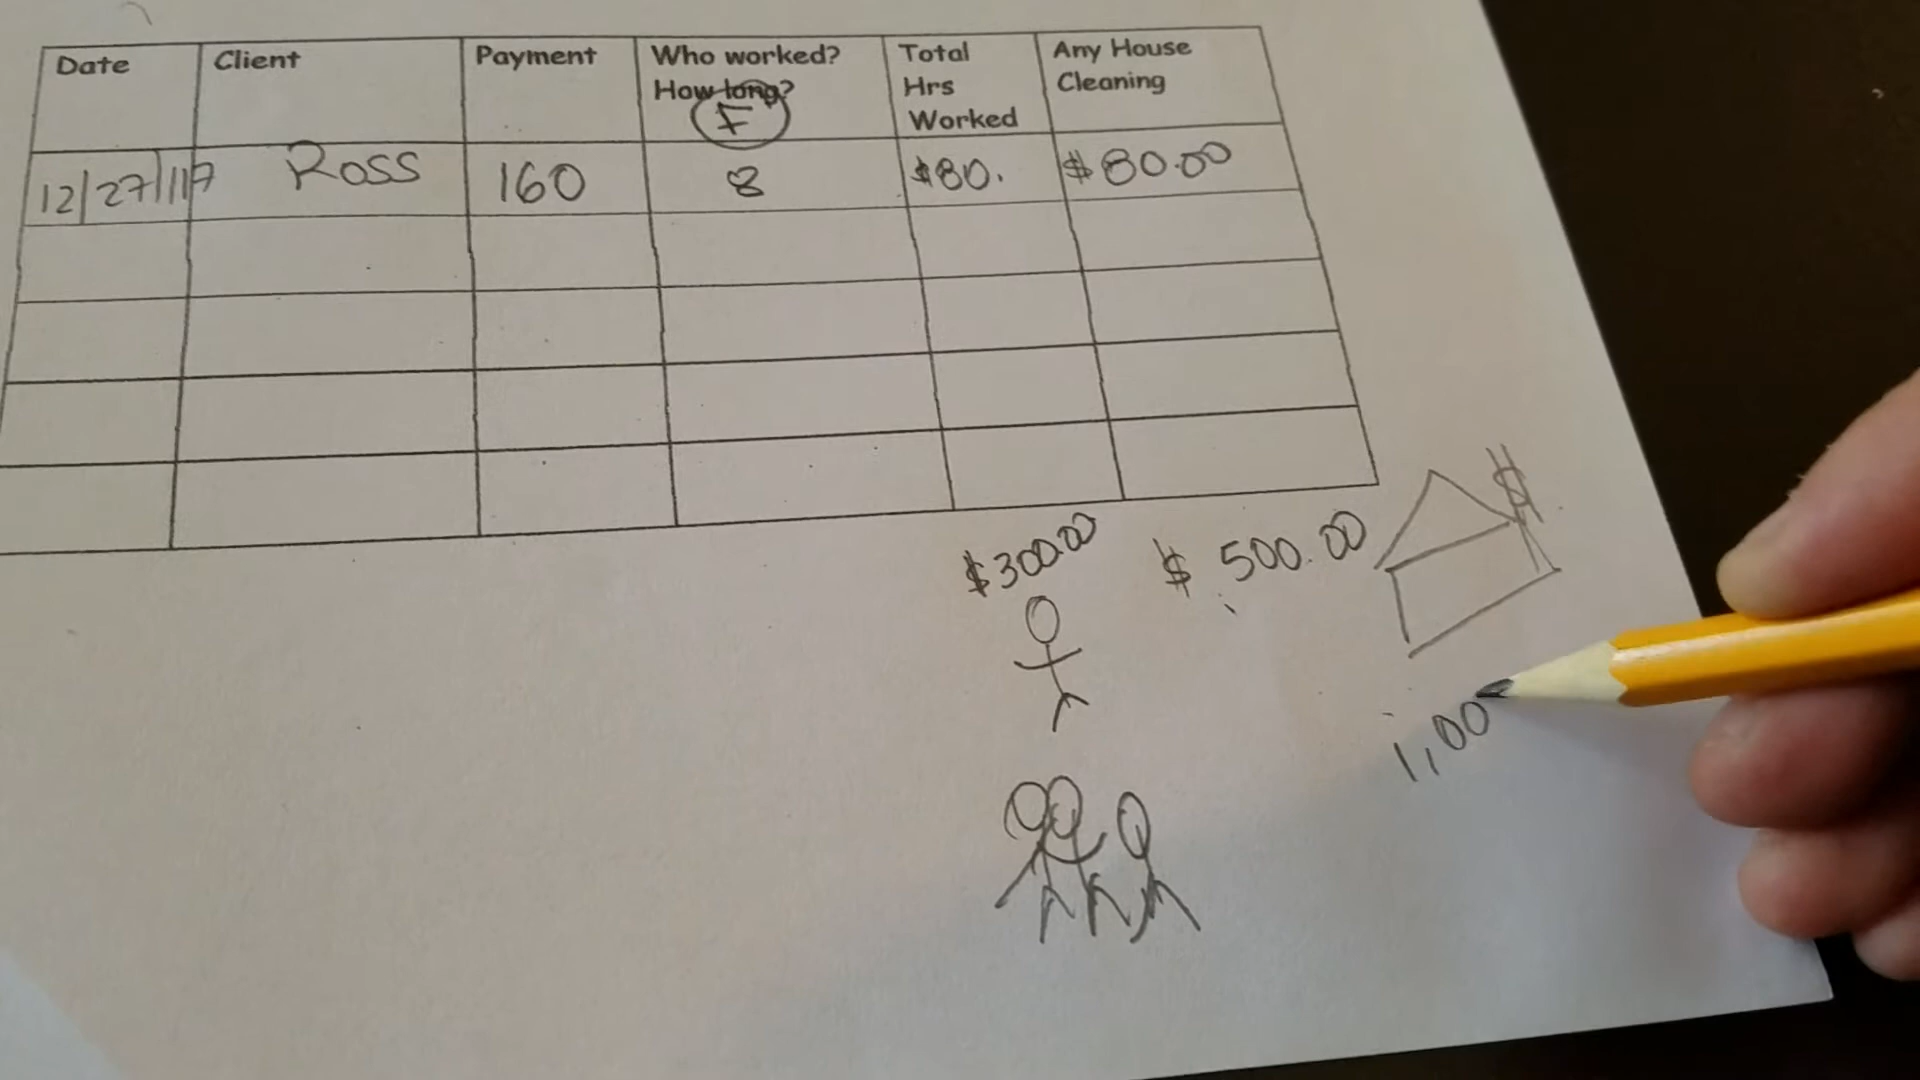 Date Client Payment Who worked? How long? Total Hrs Worked Any House Cleaning
F
12/27/117 Ross 160 8 $80. $80.00
$300.00 $ 500.00 $
1,00